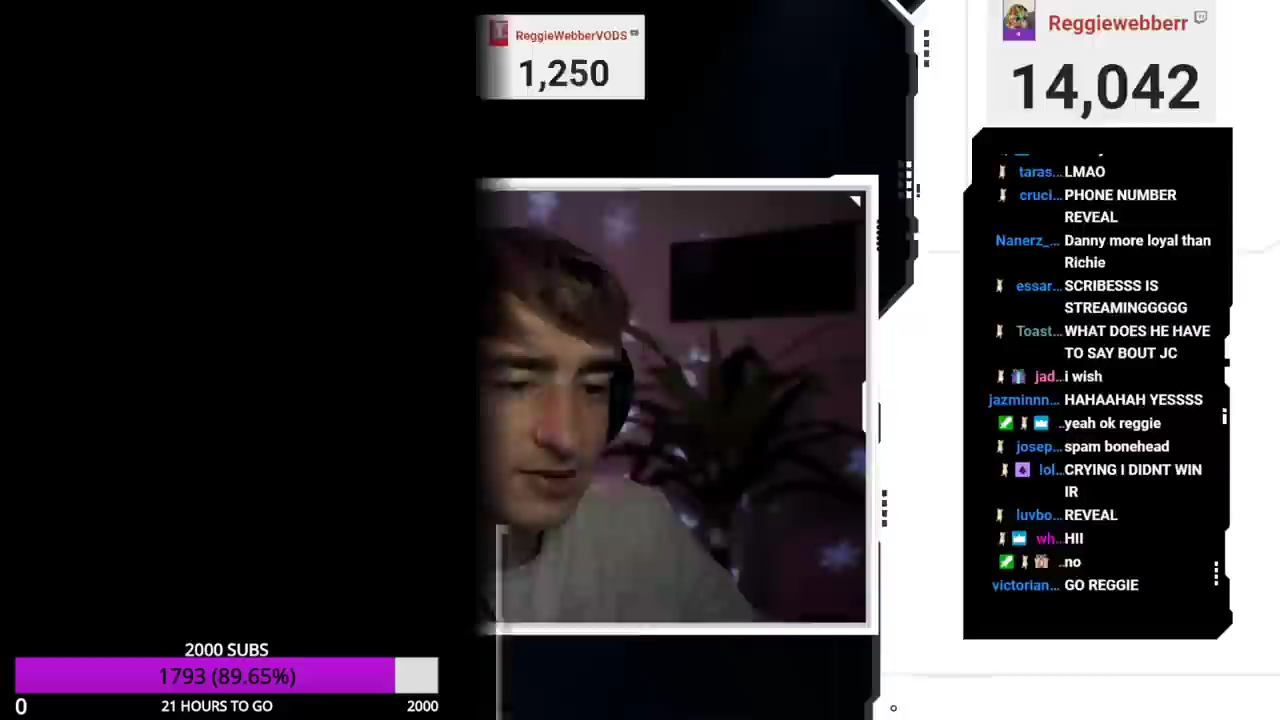 ReggieWebberVODS
1,250
Reggiewebberr
14,042
taras... LMAO
cruci... PHONE NUMBER
REVEAL
Nanerz_... Danny more loyal than
Richie
essar... SCRIBESSS IS
STREAMINGGGGG
Toast... WHAT DOES HE HAVE
TO SAY BOUT JC
jad... i wish
jazminnn... HAHAAHAH YESSSS
.. yeah ok reggie
josep... spam bonehead
lol... CRYING I DIDNT WIN
IR
luvbo... REVEAL
wh... HII
.. no
victorian... GO REGGIE
2000 SUBS
1793 (89.65%)
0
21 HOURS TO GO
2000